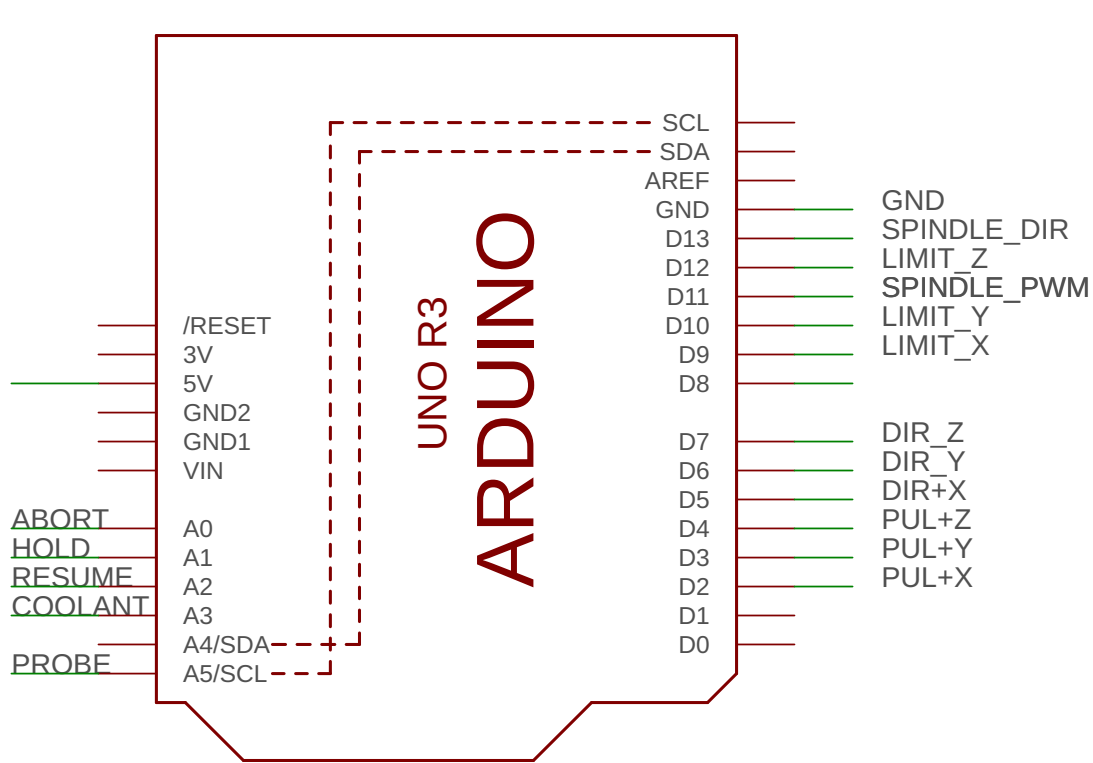 SCL
SDA
AREF
GND
GND
D13
SPINDLE_DIR
D12
LIMIT_Z
D11
SPINDLE_PWM
/RESET
D10
LIMIT_Y
3V
D9
LIMIT_X
5V
D8
GND2
GND1
D7
DIR_Z
VIN
D6
DIR_Y
D5
DIR+X
ABORT
A0
D4
PUL+Z
HOLD
A1
D3
PUL+Y
RESUME
A2
D2
PUL+X
COOLANT
A3
D1
A4/SDA
D0
PROBE
A5/SCL
UNO R3
ARDUINO